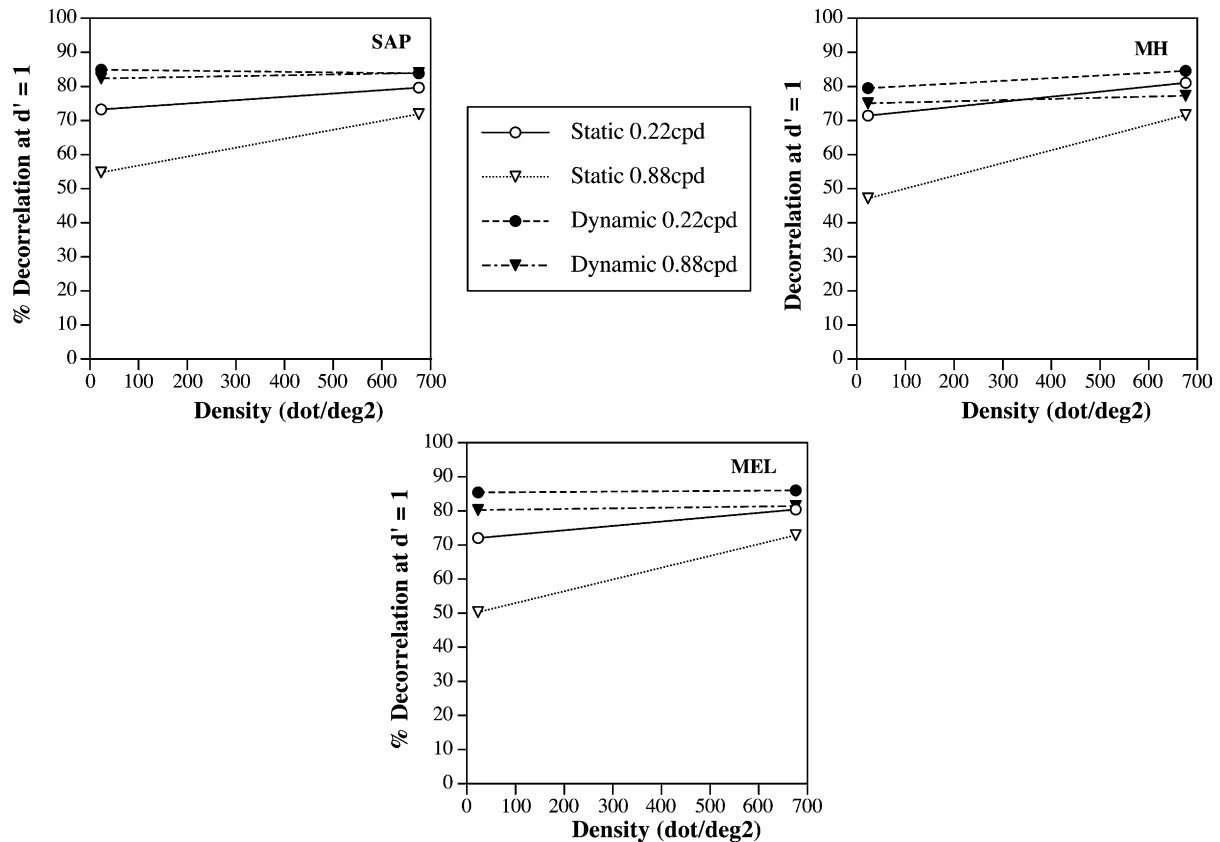 SAP
% Decorrelation at d' = 1
100
90
80
70
60
50
40
30
20
10
0
0 100 200 300 400 500 600 700
Density (dot/deg2)
Static 0.22cpd
Static 0.88cpd
Dynamic 0.22cpd
Dynamic 0.88cpd
MH
Decorrelation at d' = 1
100
90
80
70
60
50
40
30
20
10
0
0 100 200 300 400 500 600 700
Density (dot/deg2)
MEL
% Decorrelation at d' = 1
100
90
80
70
60
50
40
30
20
10
0
0 100 200 300 400 500 600 700
Density (dot/deg2)